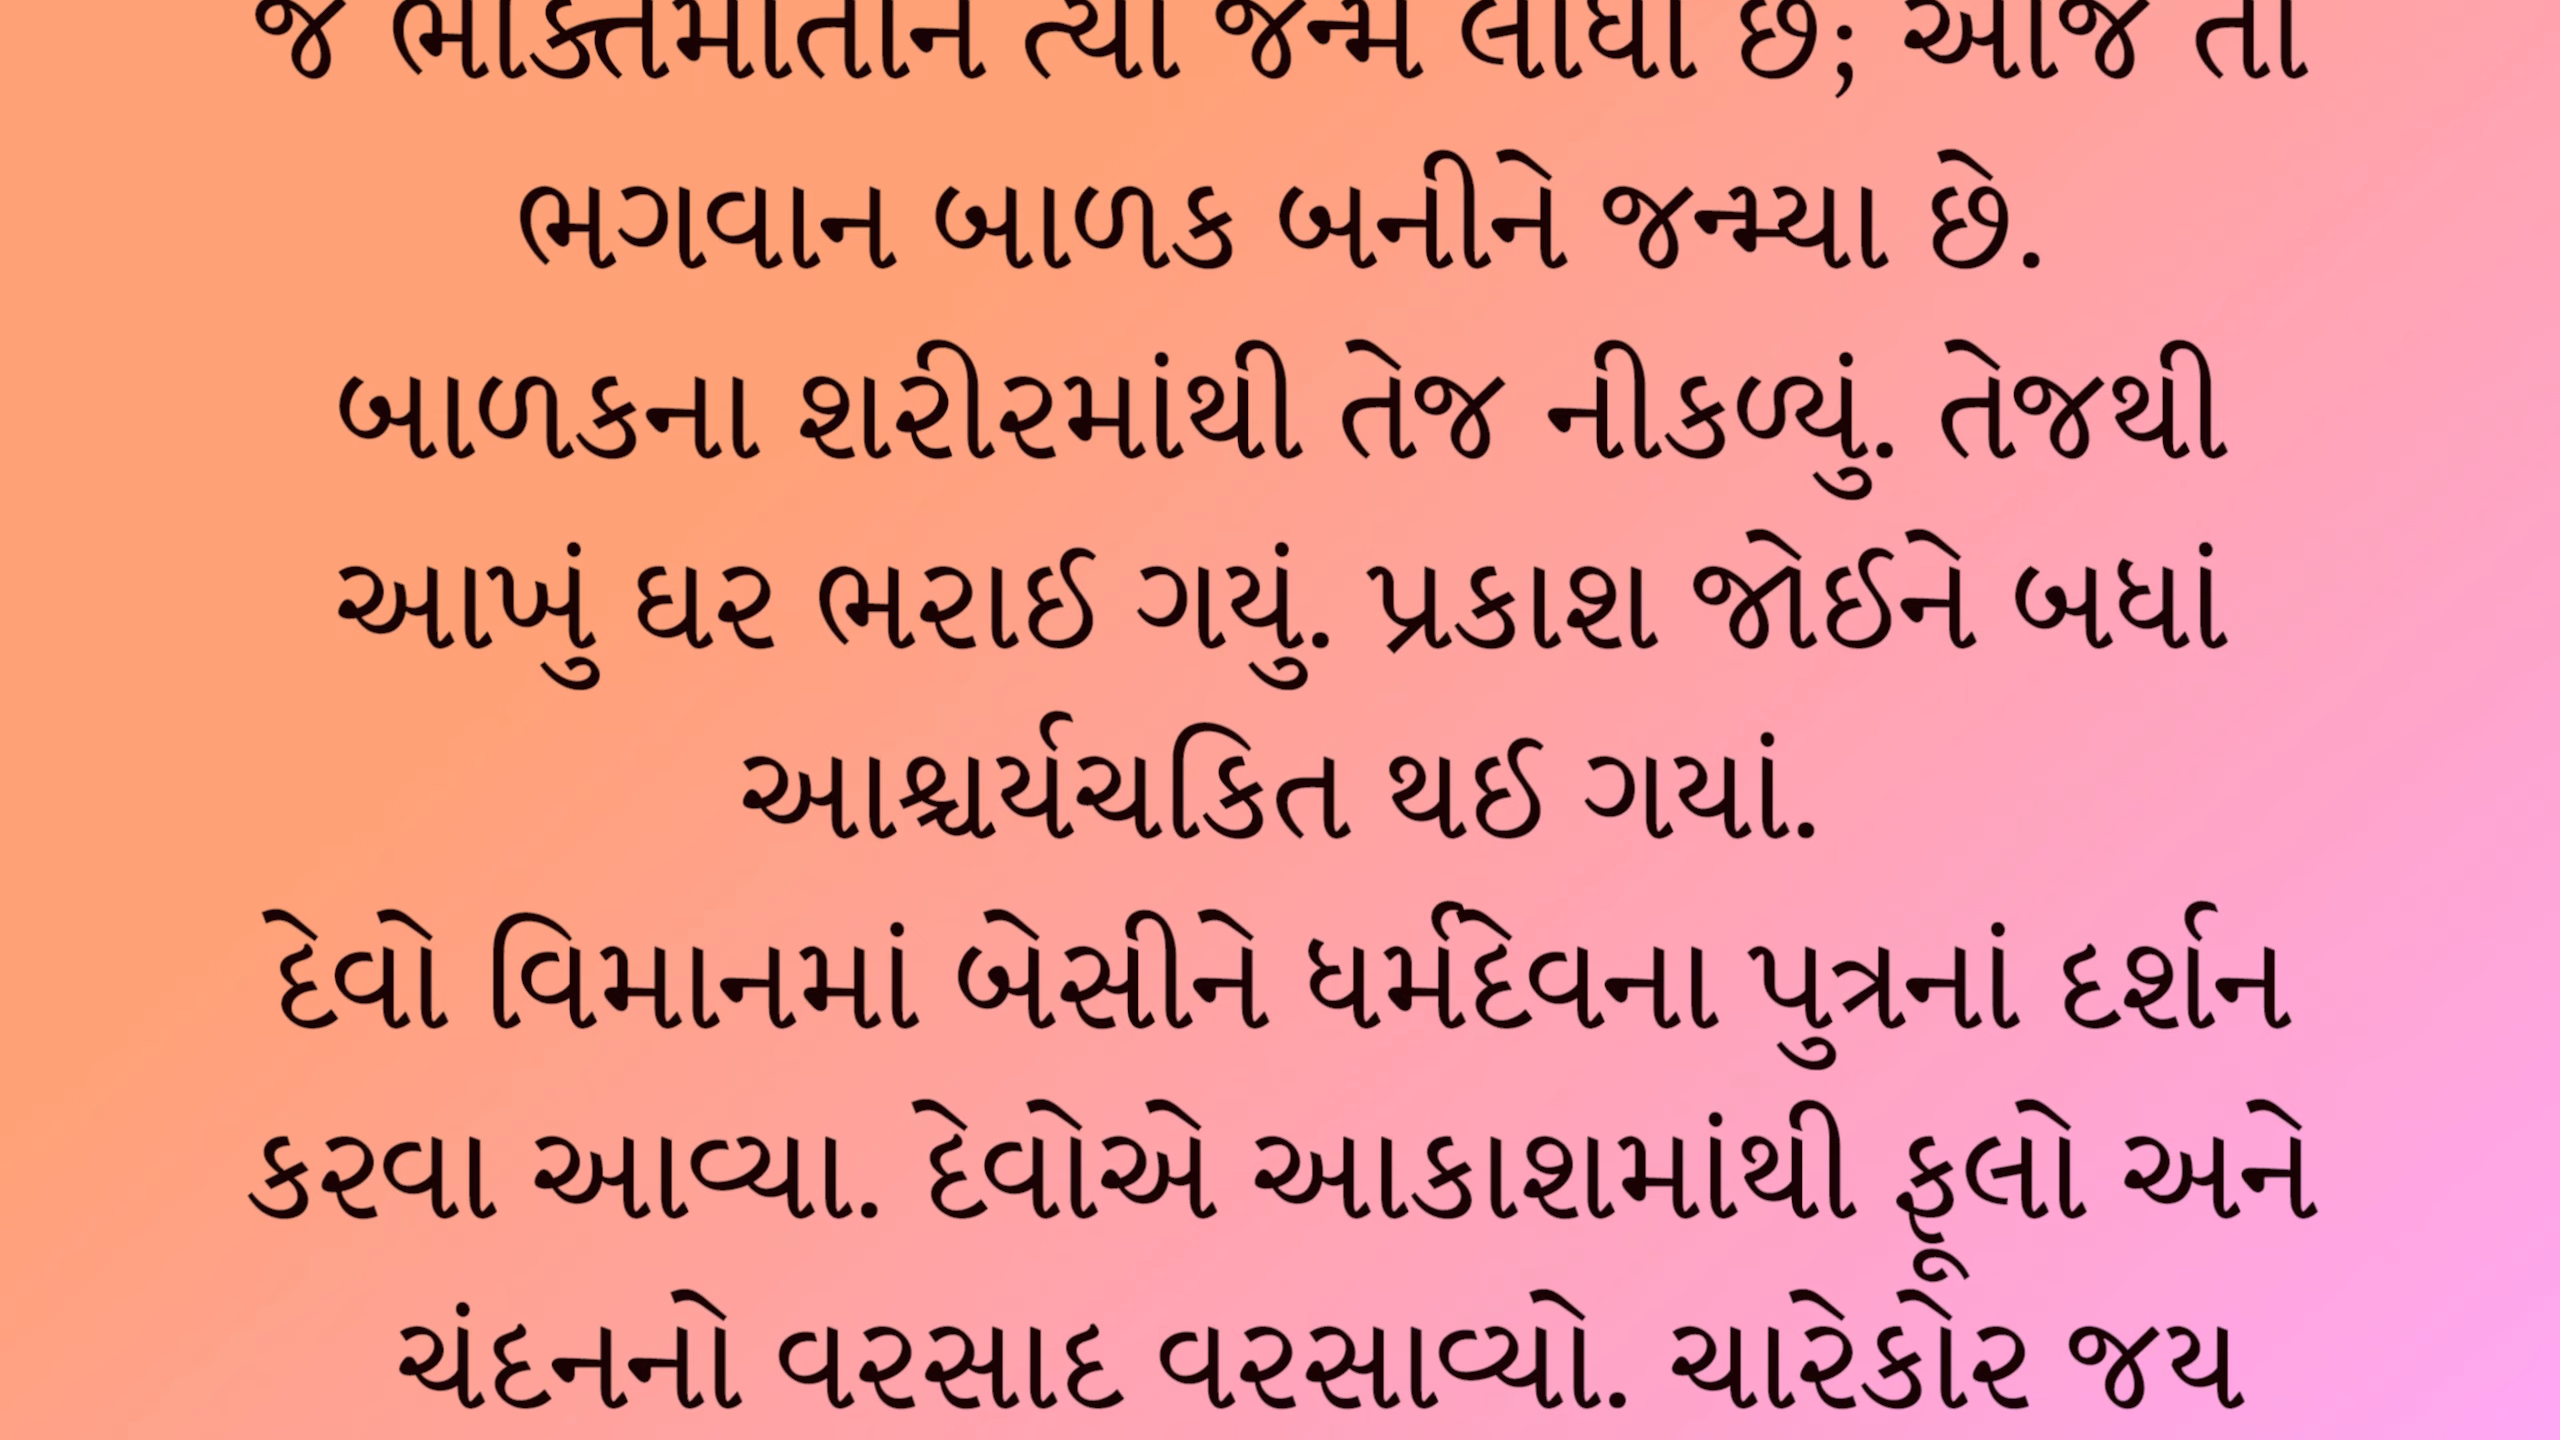 જ ભક્તિમાતાને ત્યાં જન્મ લીધો છે; આજ તો
ભગવાન બાળક બનીને જન્મ્યા છે.
બાળકના શરીરમાંથી તેજ નીકળ્યું. તેજથી
આખું ઘર ભરાઈ ગયું. પ્રકાશ જોઈને બધાં
આશ્ચર્યચકિત થઈ ગયાં.
દેવો વિમાનમાં બેસીને ધર્મદેવના પુત્રનાં દર્શન
કરવા આવ્યા. દેવોએ આકાશમાંથી ફૂલો અને
ચંદનનો વરસાદ વરસાવ્યો. ચારેકોર જય